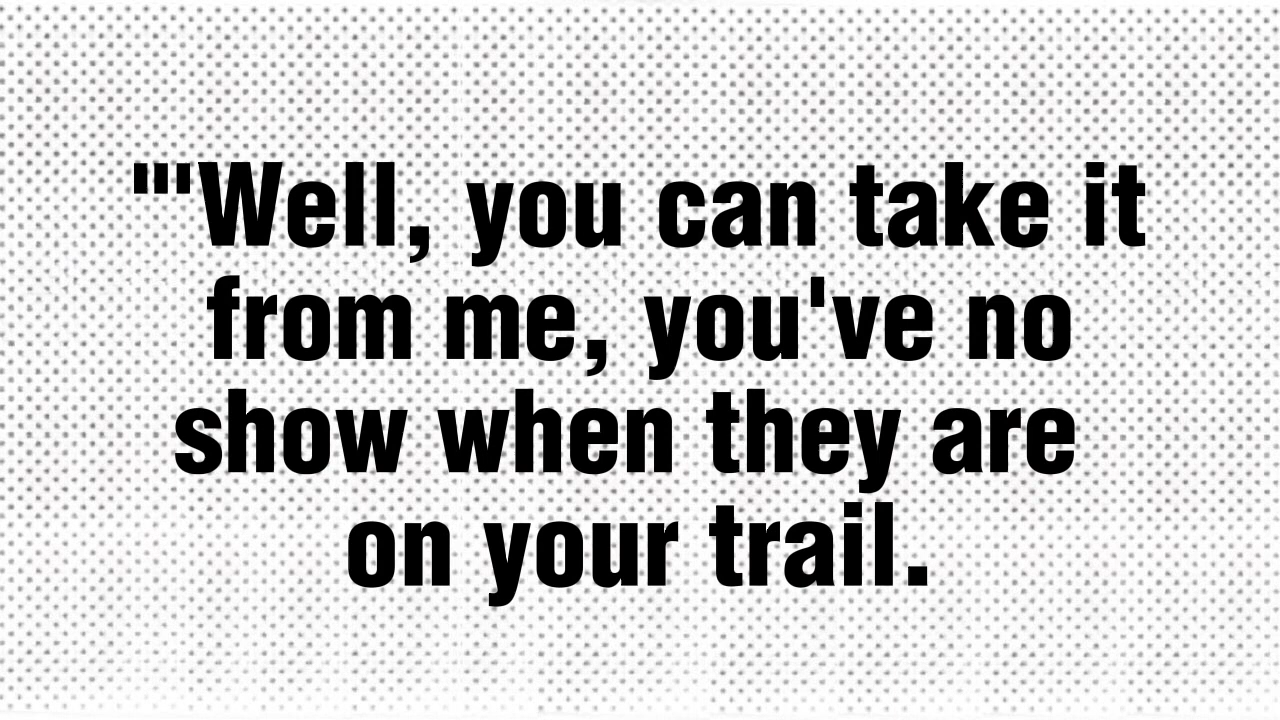 "'Well, you can take it
from me, you've no
show when they are
on your trail.